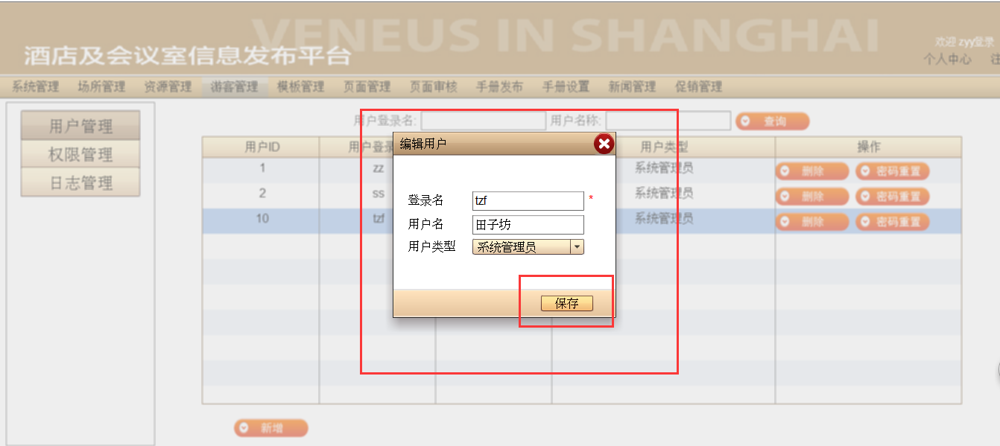 VENEUS IN SHANGHAI
酒店及会议室信息发布平台
欢迎 zyy登录
个人中心 注
系统管理 场所管理 资源管理 游客管理 模板管理 页面管理 页面审核 手册发布 手册设置 新闻管理 促销管理
用户管理
权限管理
日志管理
用户登录名: 用户名称: 查询
用户ID 用户登录 用户类型 操作
1 zz 系统管理员 删除 密码重置
2 ss 系统管理员 删除 密码重置
10 tzf 系统管理员 删除 密码重置
编辑用户
登录名 tzf *
用户名 田子坊
用户类型 系统管理员
保存
新增